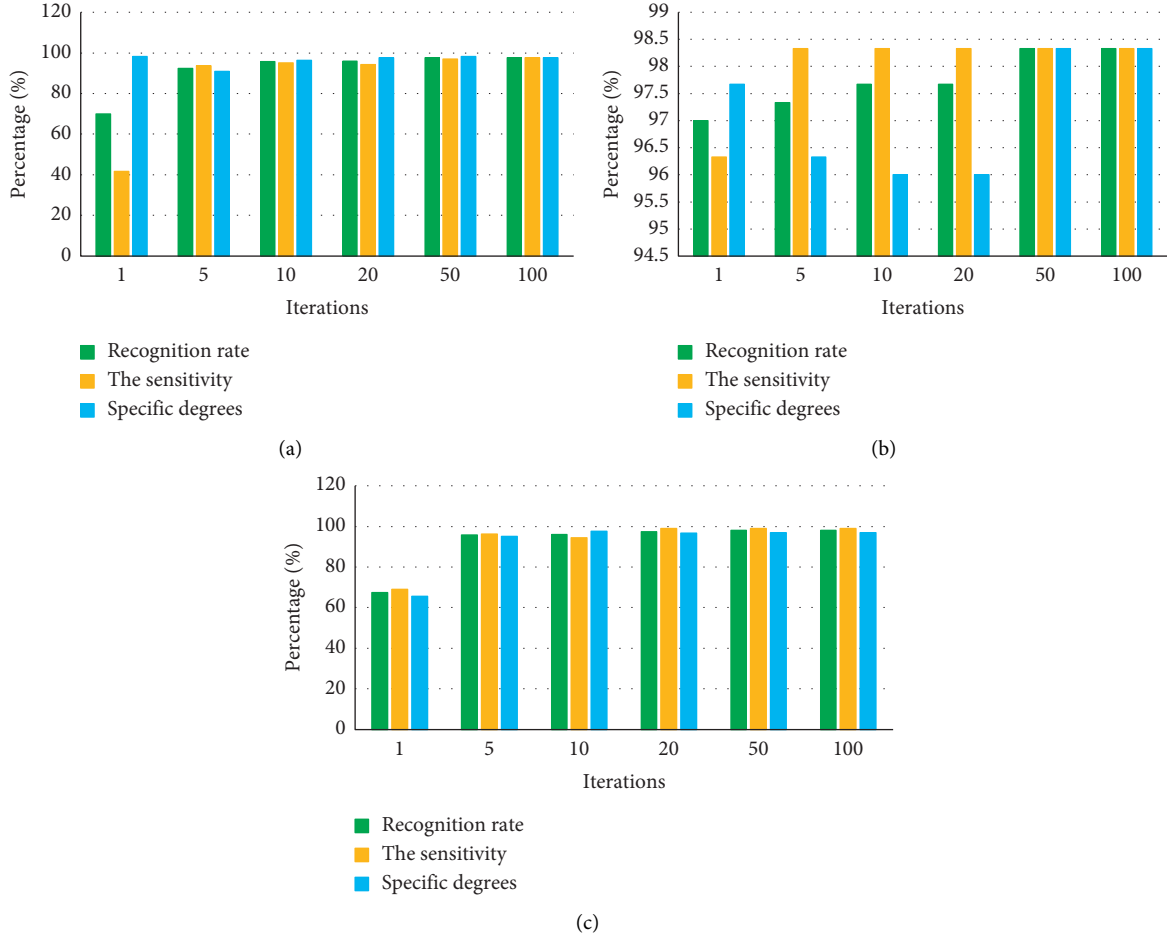 120
100
80
60
40
20
0
Percentage (%)
1 5 10 20 50 100
Iterations
Recognition rate
The sensitivity
Specific degrees
(a)
99
98.5
98
97.5
97
96.5
96
95.5
95
94.5
Percentage (%)
1 5 10 20 50 100
Iterations
Recognition rate
The sensitivity
Specific degrees
(b)
120
100
80
60
40
20
0
Percentage (%)
1 5 10 20 50 100
Iterations
Recognition rate
The sensitivity
Specific degrees
(c)